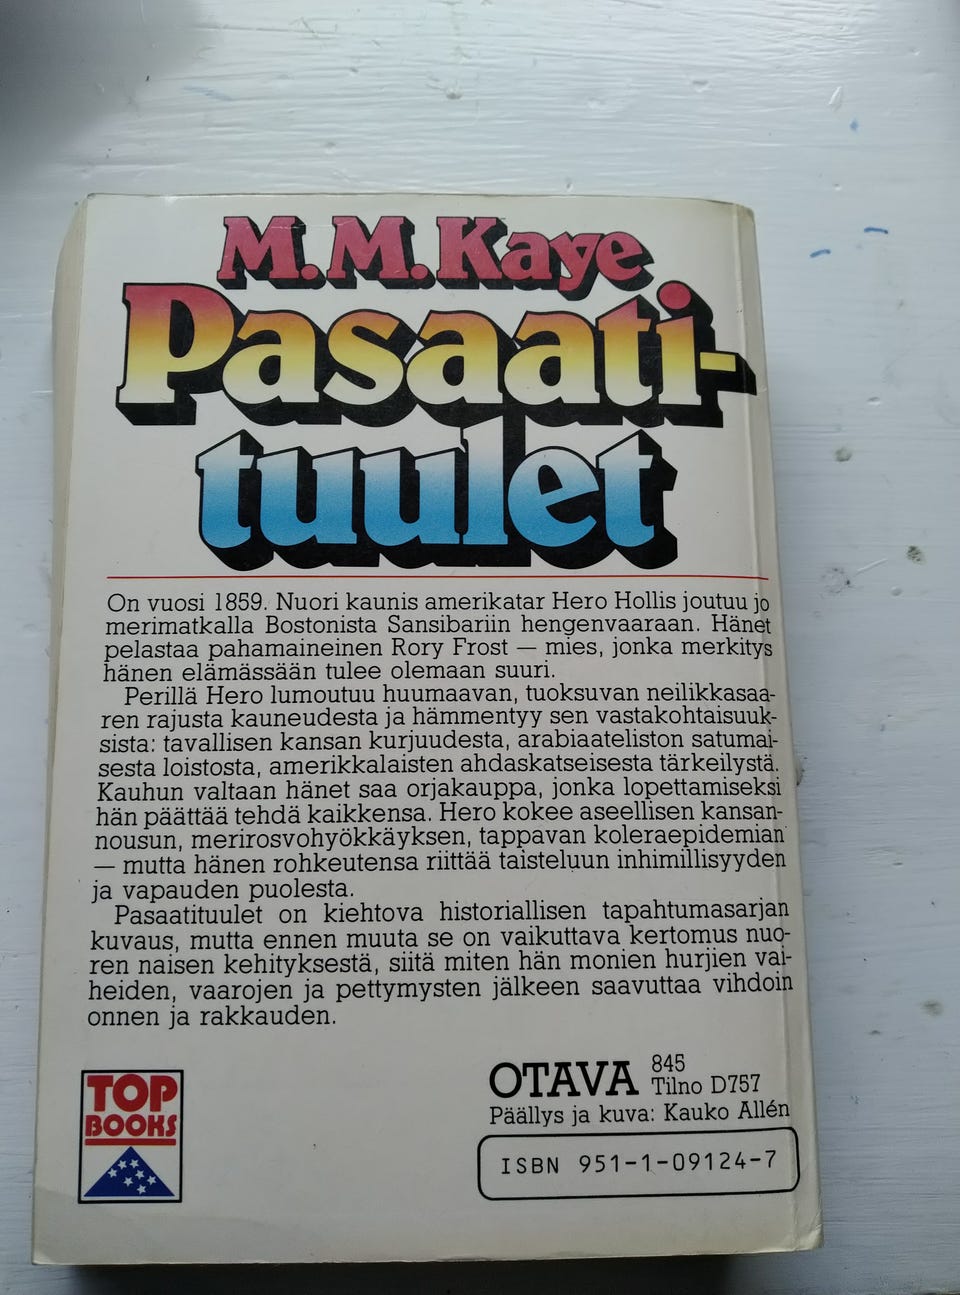 M.M.Kaye
Pasaati-
tuulet
On vuosi 1859. Nuori kaunis amerikatar Hero Hollis joutuu jo
merimatkalla Bostonista Sansibariin hengenvaaraan. Hänet
pelastaa pahamaineinen Rory Frost — mies, jonka merkitys
hänen elämässään tulee olemaan suuri.
Perillä Hero lumoutuu huumaavan, tuoksuvan neilikkasaa-
ren rajusta kauneudesta ja hämmentyy sen vastakohtaisuuk-
sista: tavallisen kansan kurjuudesta, arabiaateliston satumai-
sesta loistosta, amerikkalaisten ahdaskatseisesta tärkeilystä.
Kauhun valtaan hänet saa orjakauppa, jonka lopettamiseksi
hän päättää tehdä kaikkensa. Hero kokee aseellisen kansan-
nousun, merirosvohyökkäyksen, tappavan koleraepidemian
— mutta hänen rohkeutensa riittää taisteluun inhimillisyyden
ja vapauden puolesta.
Pasaatituulet on kiehtova historiallisen tapahtumasarjan
kuvaus, mutta ennen muuta se on vaikuttava kertomus nuo-
ren naisen kehityksestä, siitä miten hän monien hurjien vai-
heiden, vaarojen ja pettymysten jälkeen saavuttaa vihdoin
onnen ja rakkauden.
TOP
BOOKS
OTAVA 845
Tilno D757
Päällys ja kuva: Kauko Allén
ISBN 951-1-09124-7